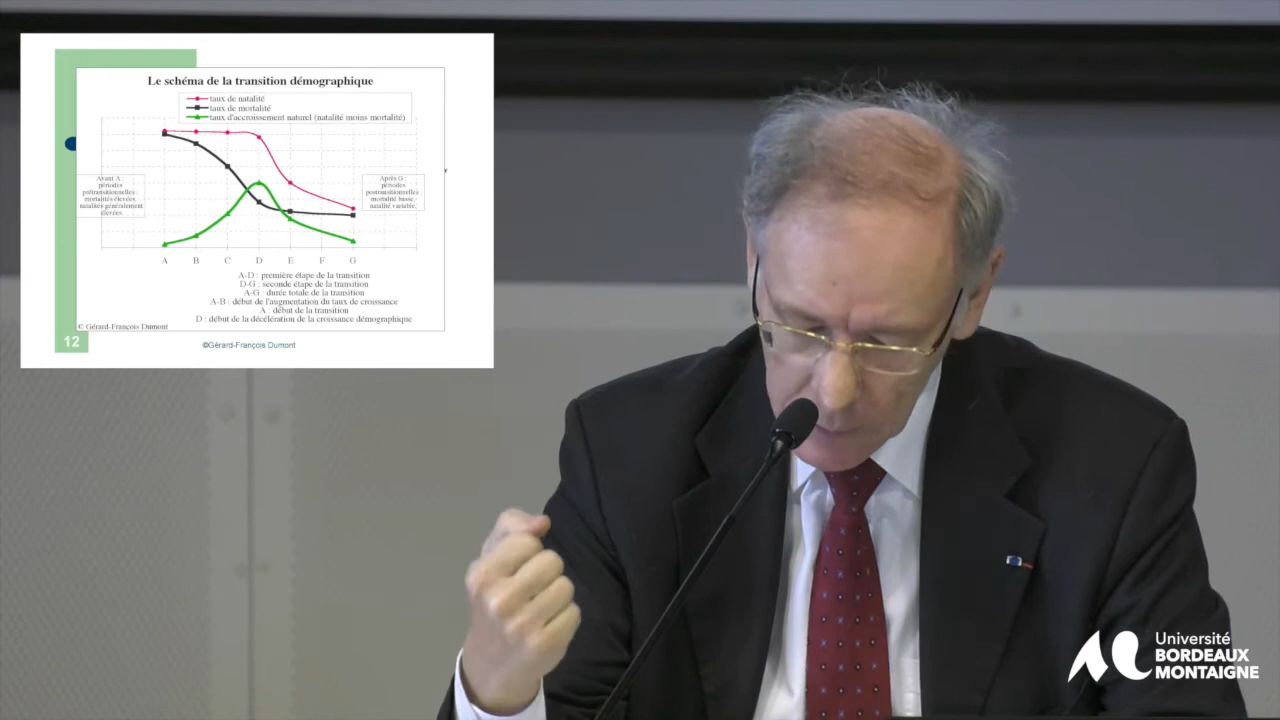 Le schéma de la transition démographique
taux de natalité
taux de mortalité
taux d'accroissement naturel (natalité moins mortalité)
Avant A :
périodes
prétransitionnelles :
mortalités élevées,
natalités généralement
élevées.
Après G :
périodes
posttransitionnelles :
mortalité basse,
natalité variable.
A B C D E F G
A-D : première étape de la transition
D-G : seconde étape de la transition
A-G : durée totale de la transition
A-B : début de l'augmentation du taux de croissance
A : début de la transition
D : début de la décélération de la croissance démographique
© Gérard-François Dumont
12
©Gérard-François Dumont
Université
BORDEAUX
MONTAIGNE